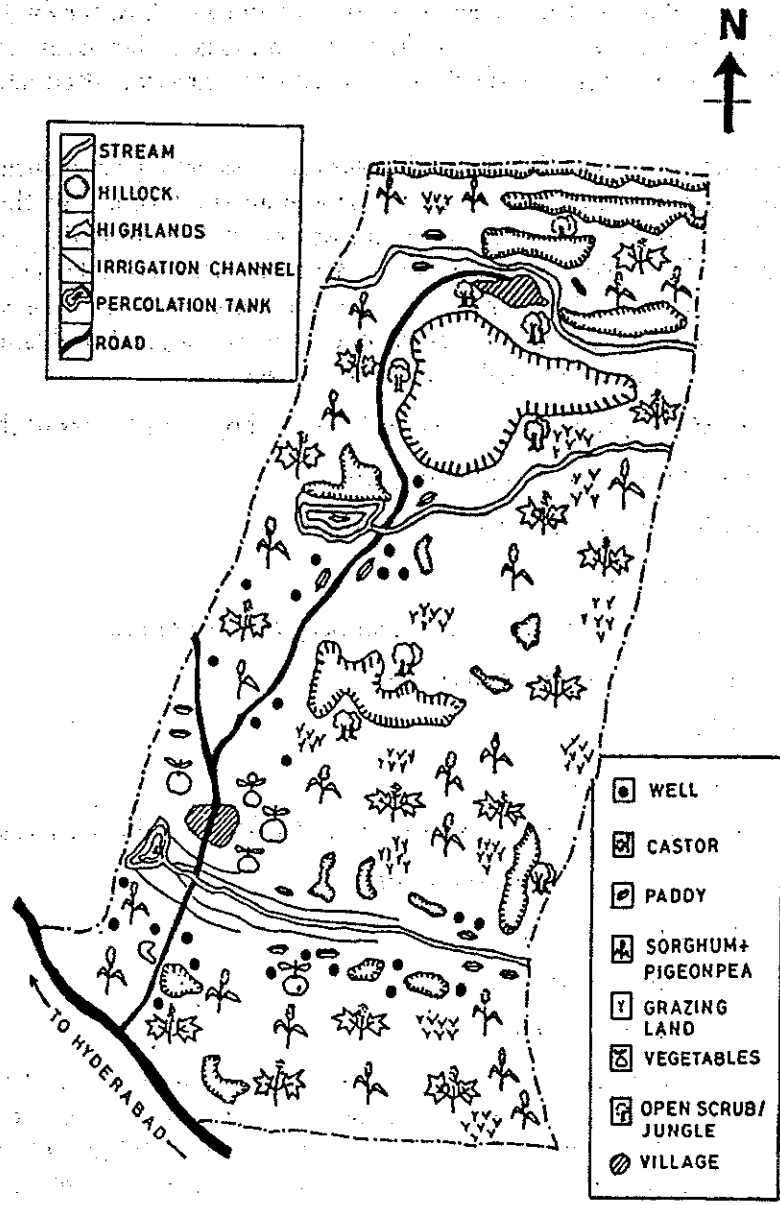 N
STREAM
HILLOCK
HIGHLANDS
IRRIGATION CHANNEL
PERCOLATION TANK
ROAD
WELL
CASTOR
PADDY
SORGHUM+
PIGEONPEA
GRAZING
LAND
VEGETABLES
OPEN SCRUB/
JUNGLE
VILLAGE
TO HYDERABAD